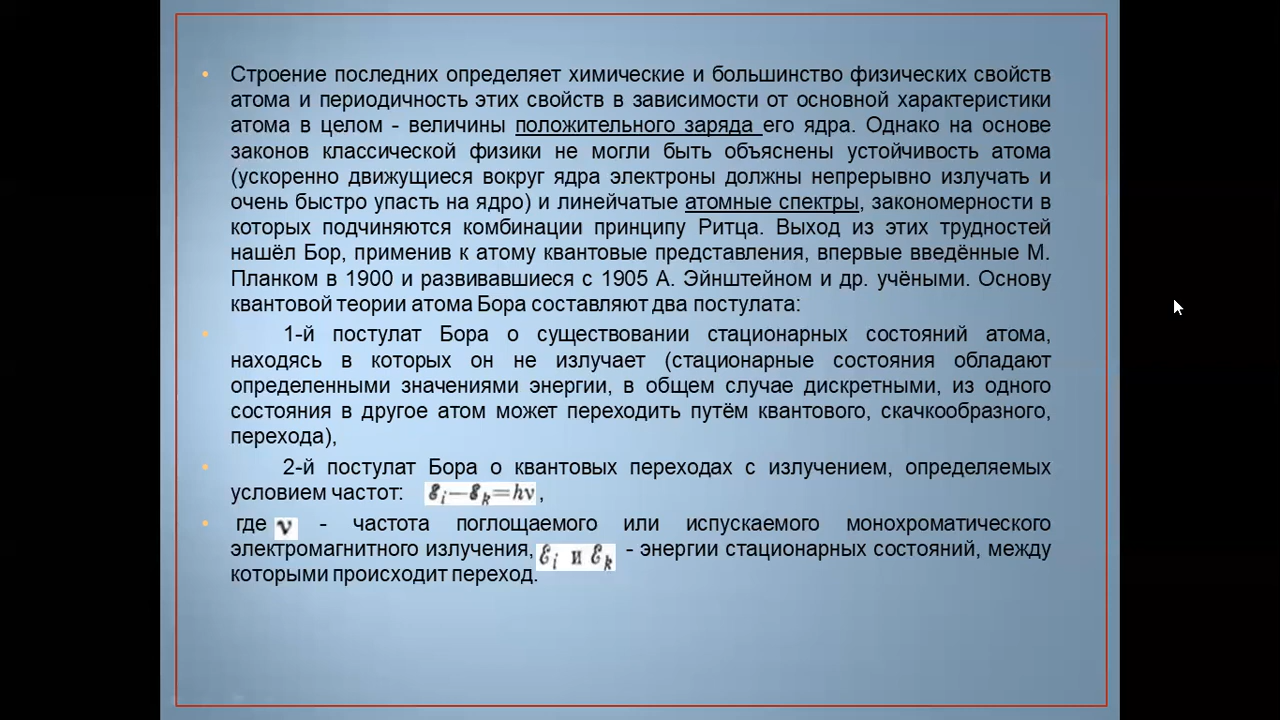 • Строение последних определяет химические и большинство физических свойств
атома и периодичность этих свойств в зависимости от основной характеристики
атома в целом - величины положительного заряда его ядра. Однако на основе
законов классической физики не могли быть объяснены устойчивость атома
(ускоренно движущиеся вокруг ядра электроны должны непрерывно излучать и
очень быстро упасть на ядро) и линейчатые атомные спектры, закономерности в
которых подчиняются комбинации принципу Ритца. Выход из этих трудностей
нашёл Бор, применив к атому квантовые представления, впервые введённые М.
Планком в 1900 и развивавшиеся с 1905 А. Эйнштейном и др. учёными. Основу
квантовой теории атома Бора составляют два постулата:
• 1-й постулат Бора о существовании стационарных состояний атома,
находясь в которых он не излучает (стационарные состояния обладают
определенными значениями энергии, в общем случае дискретными, из одного
состояния в другое атом может переходить путём квантового, скачкообразного,
перехода),
• 2-й постулат Бора о квантовых переходах с излучением, определяемых
условием частот: ℰi—ℰk=hν,
• где ν - частота поглощаемого или испускаемого монохроматического
электромагнитного излучения, ℰi и ℰk - энергии стационарных состояний, между
которыми происходит переход.